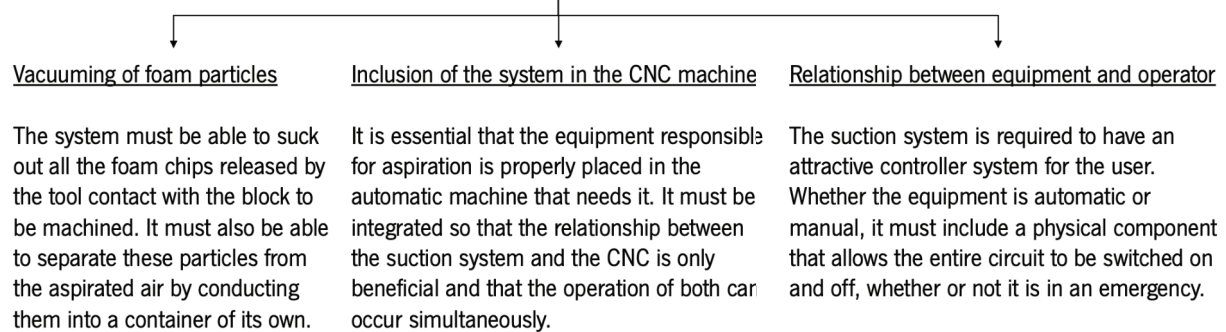 Vacuuming of foam particles
The system must be able to suck
out all the foam chips released by
the tool contact with the block to
be machined. It must also be able
to separate these particles from
the aspirated air by conducting
them into a container of its own.
Inclusion of the system in the CNC machine
It is essential that the equipment responsible
for aspiration is properly placed in the
automatic machine that needs it. It must be
integrated so that the relationship between
the suction system and the CNC is only
beneficial and that the operation of both can
occur simultaneously.
Relationship between equipment and operator
The suction system is required to have an
attractive controller system for the user.
Whether the equipment is automatic or
manual, it must include a physical component
that allows the entire circuit to be switched on
and off, whether or not it is in an emergency.